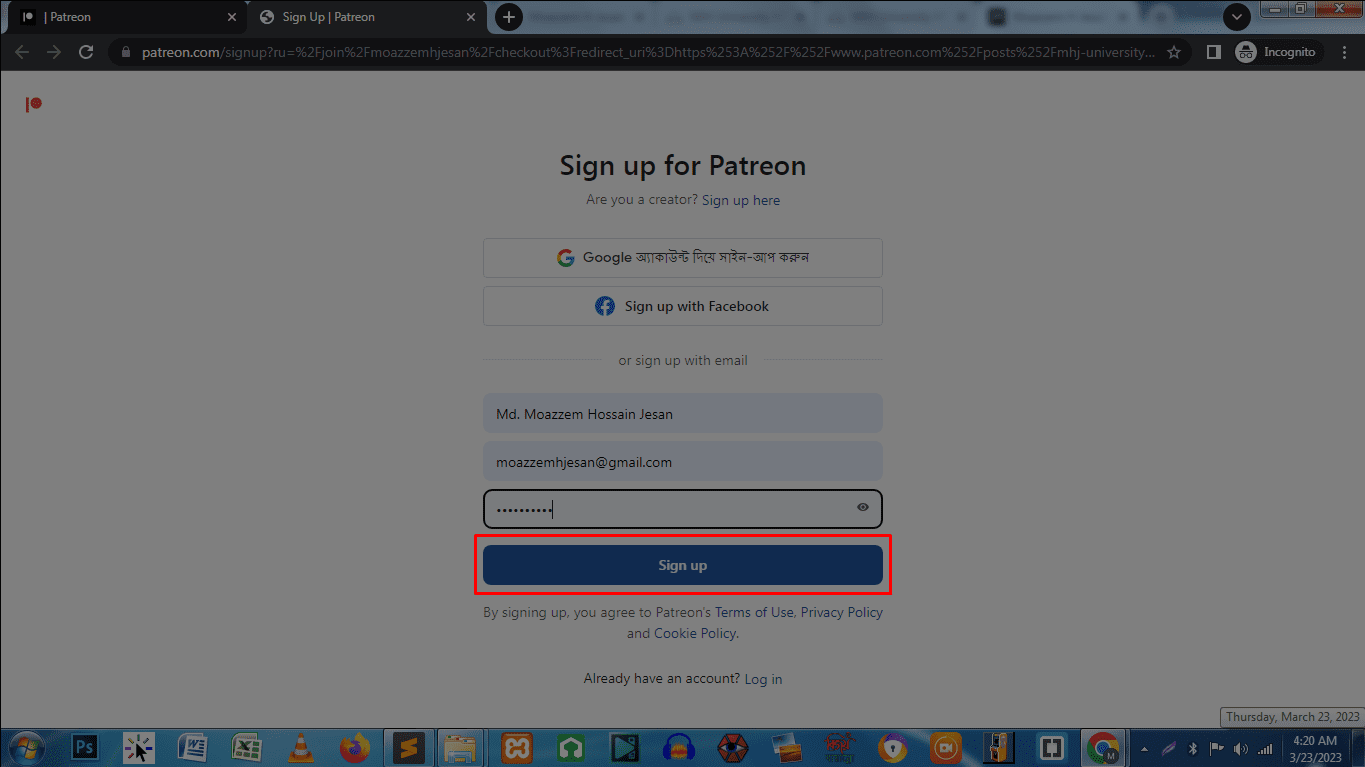 | Patreon
Sign Up | Patreon
patreon.com/signup?ru=%2Fjoin%2Fmoazzemhjesan%2Fcheckout%3Fredirect_uri%3Dhttps%253A%252F%252Fwww.patreon.com%252Fposts%252Fmhj-university...
Incognito
Sign up for Patreon
Are you a creator? Sign up here
Google অ্যাকাউন্ট দিয়ে সাইন-আপ করুন
Sign up with Facebook
or sign up with email
Md. Moazzem Hossain Jesan
moazzemhjesan@gmail.com
••••••••••
Sign up
By signing up, you agree to Patreon's Terms of Use, Privacy Policy
and Cookie Policy.
Already have an account? Log in
Thursday, March 23, 2023
Ps
4:20 AM
3/23/2023
M